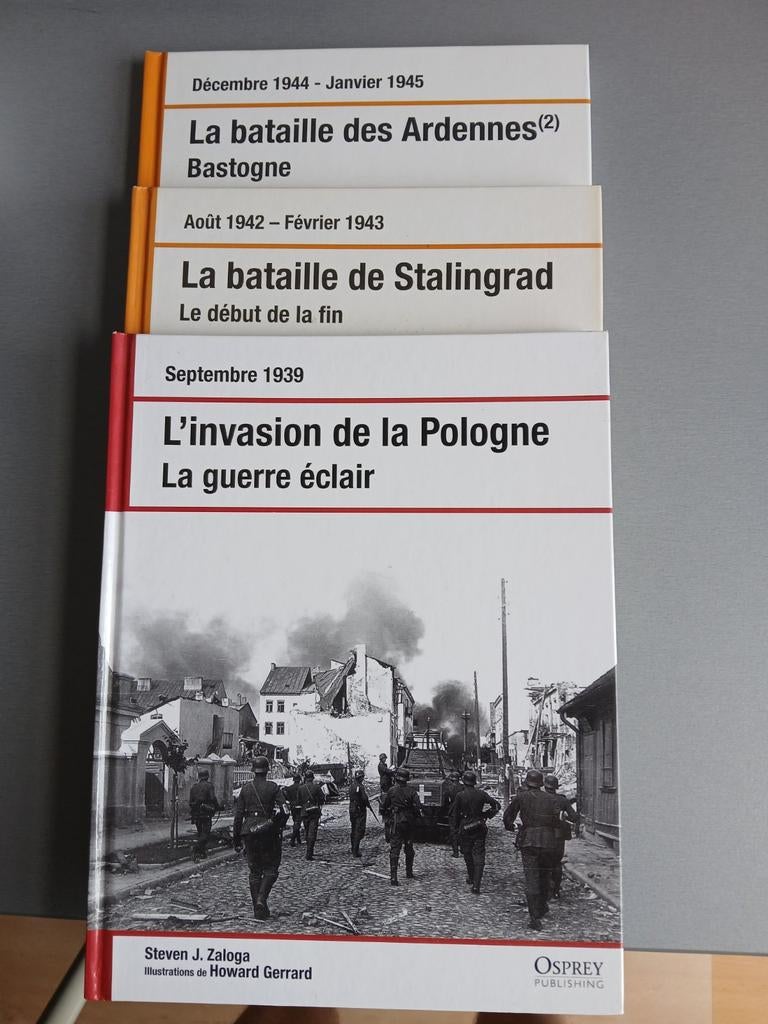 Décembre 1944 - Janvier 1945
La bataille des Ardennes(2)
Bastogne
Août 1942 – Février 1943
La bataille de Stalingrad
Le début de la fin
Septembre 1939
L'invasion de la Pologne
La guerre éclair
Steven J. Zaloga
Illustrations de Howard Gerrard
OSPREY
PUBLISHING